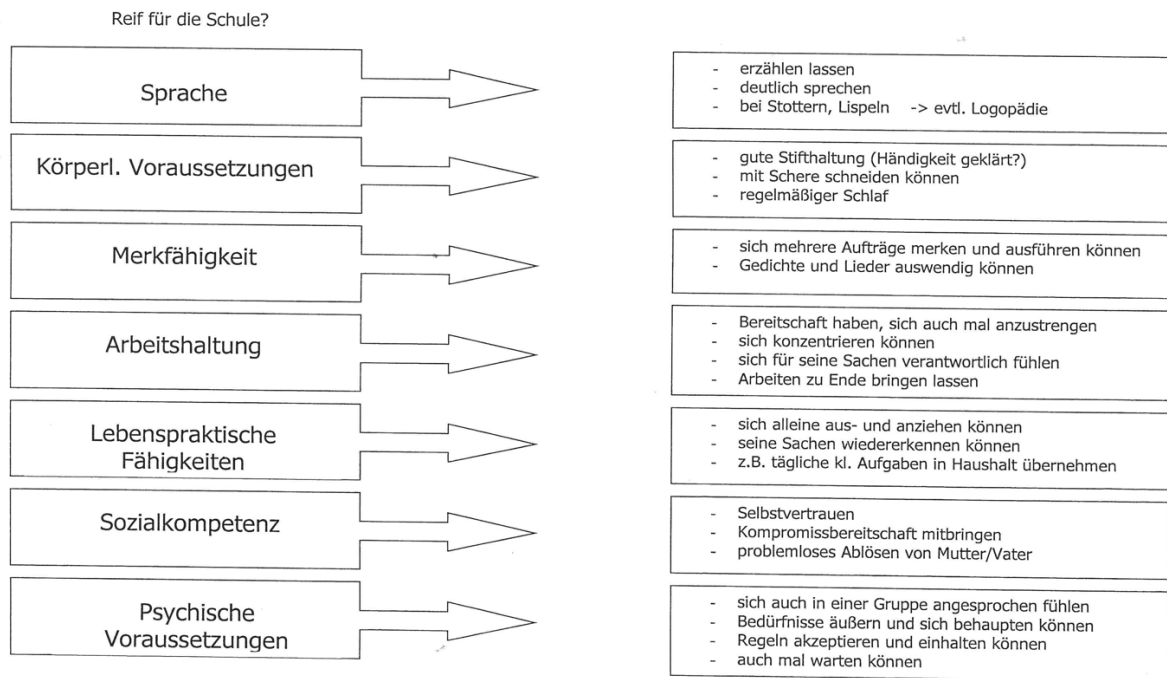 Reif für die Schule?
Sprache
- erzählen lassen
- deutlich sprechen
- bei Stottern, Lispeln -> evtl. Logopädie
Körperl. Voraussetzungen
- gute Stifthaltung (Händigkeit geklärt?)
- mit Schere schneiden können
- regelmäßiger Schlaf
Merkfähigkeit
- sich mehrere Aufträge merken und ausführen können
- Gedichte und Lieder auswendig können
Arbeitshaltung
- Bereitschaft haben, sich auch mal anzustrengen
- sich konzentrieren können
- sich für seine Sachen verantwortlich fühlen
- Arbeiten zu Ende bringen lassen
Lebenspraktische
Fähigkeiten
- sich alleine aus- und anziehen können
- seine Sachen wiedererkennen können
- z.B. tägliche kl. Aufgaben in Haushalt übernehmen
Sozialkompetenz
- Selbstvertrauen
- Kompromissbereitschaft mitbringen
- problemloses Ablösen von Mutter/Vater
Psychische
Voraussetzungen
- sich auch in einer Gruppe angesprochen fühlen
- Bedürfnisse äußern und sich behaupten können
- Regeln akzeptieren und einhalten können
- auch mal warten können